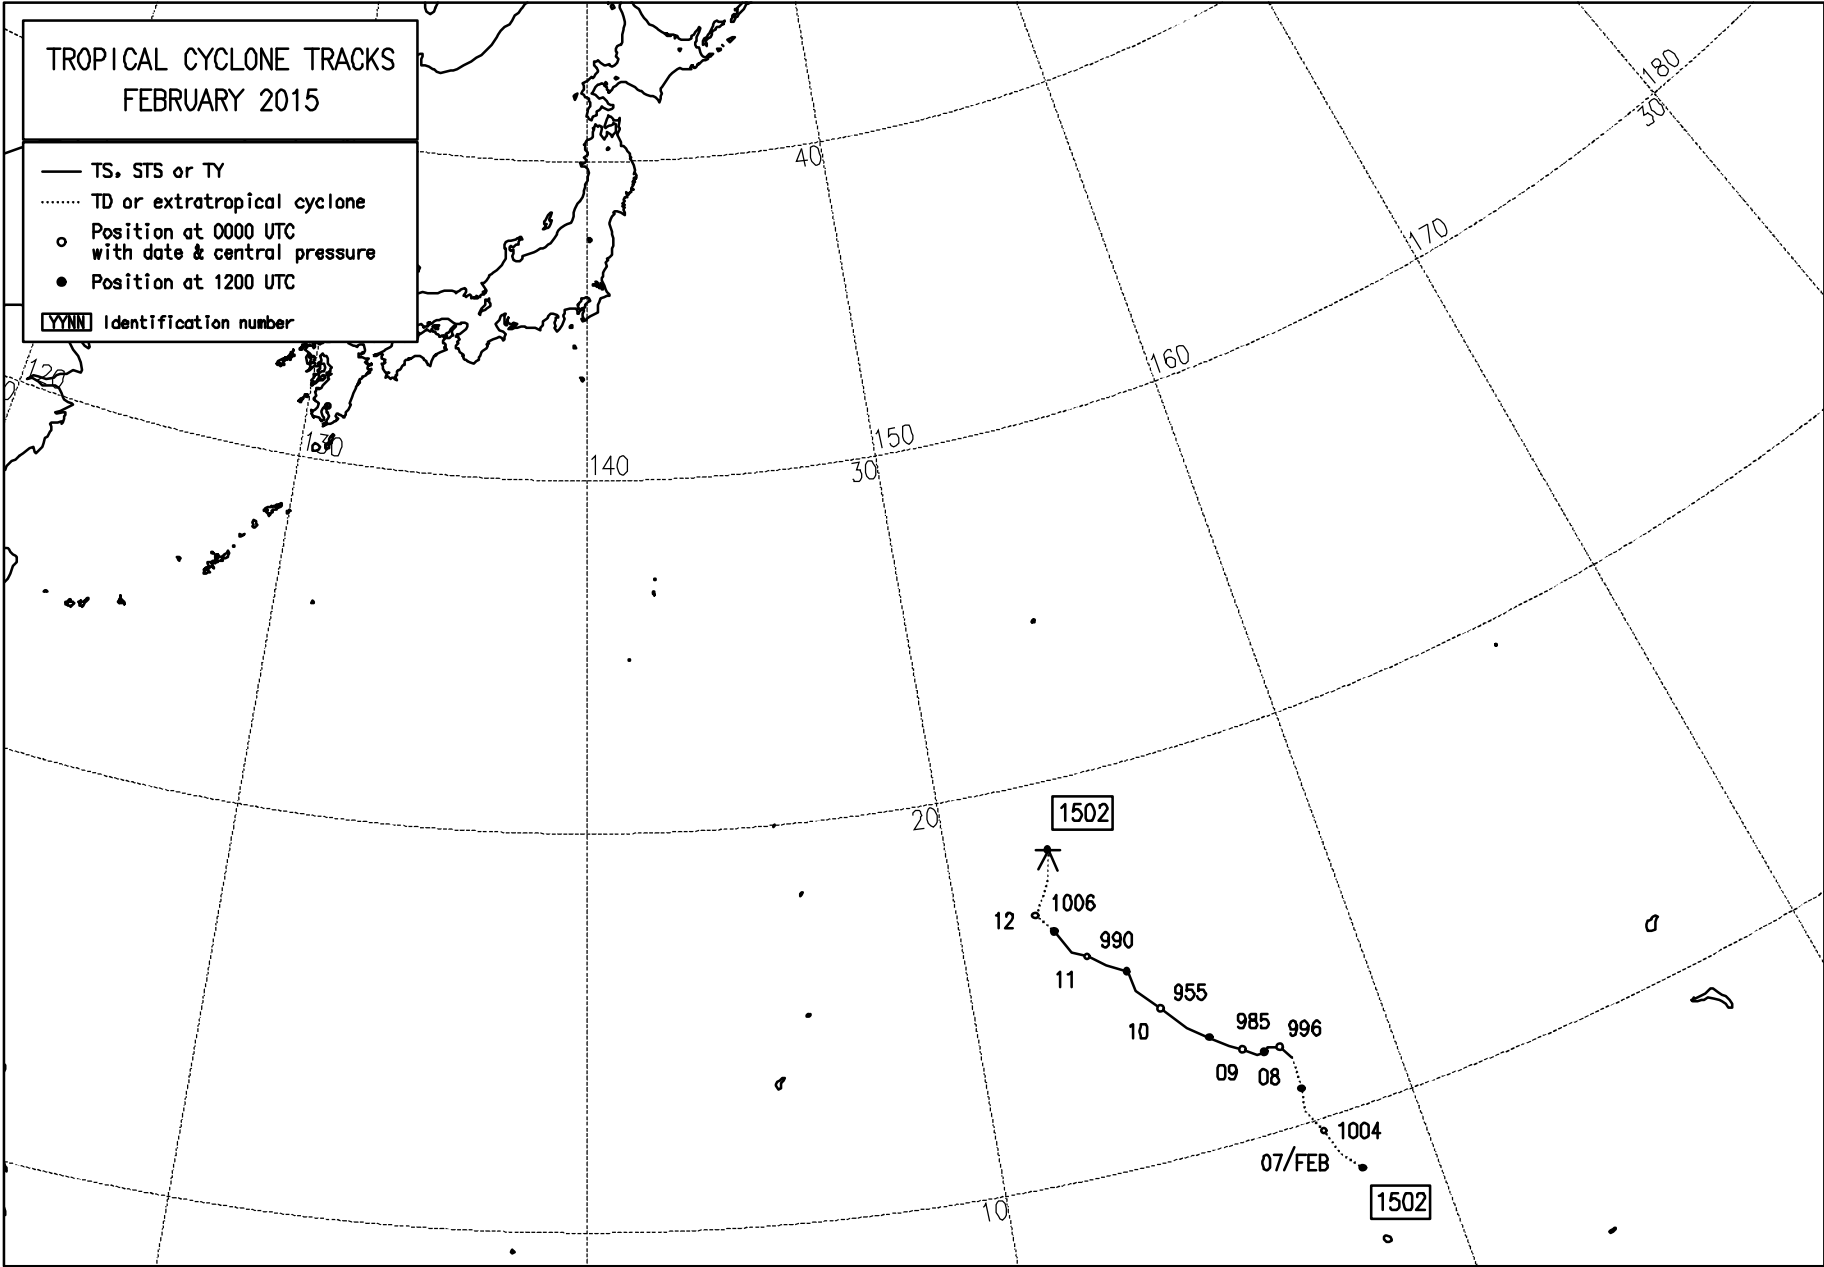 TROPICAL CYCLONE TRACKS
FEBRUARY 2015
TS. STS or TY
TD or extratropical cyclone
Position at 0000 UTC
with date & central pressure
Position at 1200 UTC
YYNN Identification number
180
30
40
170
160
120
0
130
140
150
30
20
1502
1006
12
990
11
955
10
985
996
09
08
1004
07/FEB
1502
10